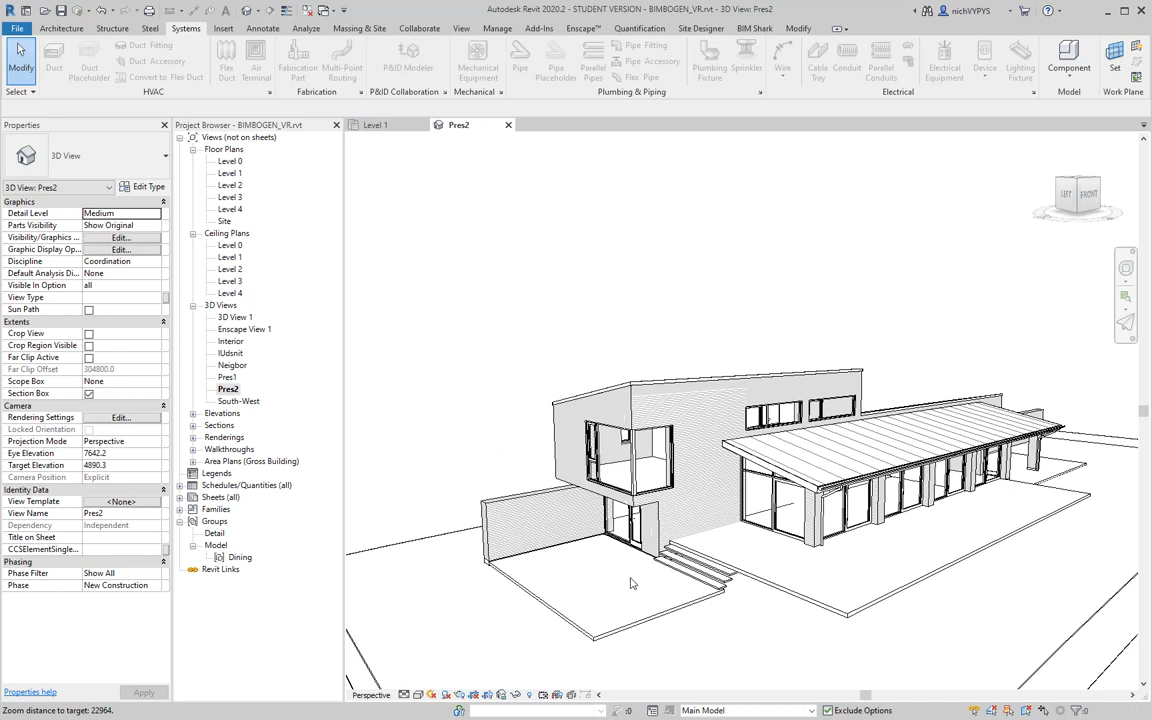 Autodesk Revit 2020.2 - STUDENT VERSION - BIMBOGEN_VR.rvt - 3D View: Pres2
nichVYPYS
File Architecture Structure Steel Systems Insert Annotate Analyze Massing & Site Collaborate View Manage Add-Ins Enscape™ Quantification Site Designer BIM Shark Modify
Modify
Duct
Duct Placeholder
Duct Fitting
Duct Accessory
Convert to Flex Duct
Flex Duct
Air Terminal
Fabrication Part
Multi-Point Routing
P&ID Modeler
Mechanical Equipment
Pipe
Pipe Placeholder
Parallel Pipes
Pipe Fitting
Pipe Accessory
Flex Pipe
Plumbing Fixture
Sprinkler
Wire
Cable Tray
Conduit
Parallel Conduits
Electrical Equipment
Device
Lighting Fixture
Component
Set
Select HVAC Fabrication P&ID Collaboration Mechanical Plumbing & Piping Electrical Model Work Plane
Properties
3D View
3D View: Pres2 Edit Type
Graphics
Detail Level Medium
Parts Visibility Show Original
Visibility/Graphics ... Edit...
Graphic Display Op... Edit...
Discipline Coordination
Default Analysis Di... None
Visible In Option all
View Type
Sun Path
Extents
Crop View
Crop Region Visible
Far Clip Active
Far Clip Offset 304800.0
Scope Box None
Section Box
Camera
Rendering Settings Edit...
Locked Orientation
Projection Mode Perspective
Eye Elevation 7642.2
Target Elevation 4890.3
Camera Position Explicit
Identity Data
View Template <None>
View Name Pres2
Dependency Independent
Title on Sheet
CCSElementSingle...
Phasing
Phase Filter Show All
Phase New Construction
Properties help Apply
Project Browser - BIMBOGEN_VR.rvt
Views (not on sheets)
Floor Plans
Level 0
Level 1
Level 2
Level 3
Level 4
Site
Ceiling Plans
Level 0
Level 1
Level 2
Level 3
Level 4
3D Views
3D View 1
Enscape View 1
Interior
IUdsnit
Neigbor
Pres1
Pres2
South-West
Elevations
Sections
Renderings
Walkthroughs
Area Plans (Gross Building)
Legends
Schedules/Quantities (all)
Sheets (all)
Families
Groups
Detail
Model
Dining
Revit Links
Level 1 Pres2
LEFT FRONT
Perspective
Zoom distance to target: 22964.
:0
Main Model
Exclude Options
:0